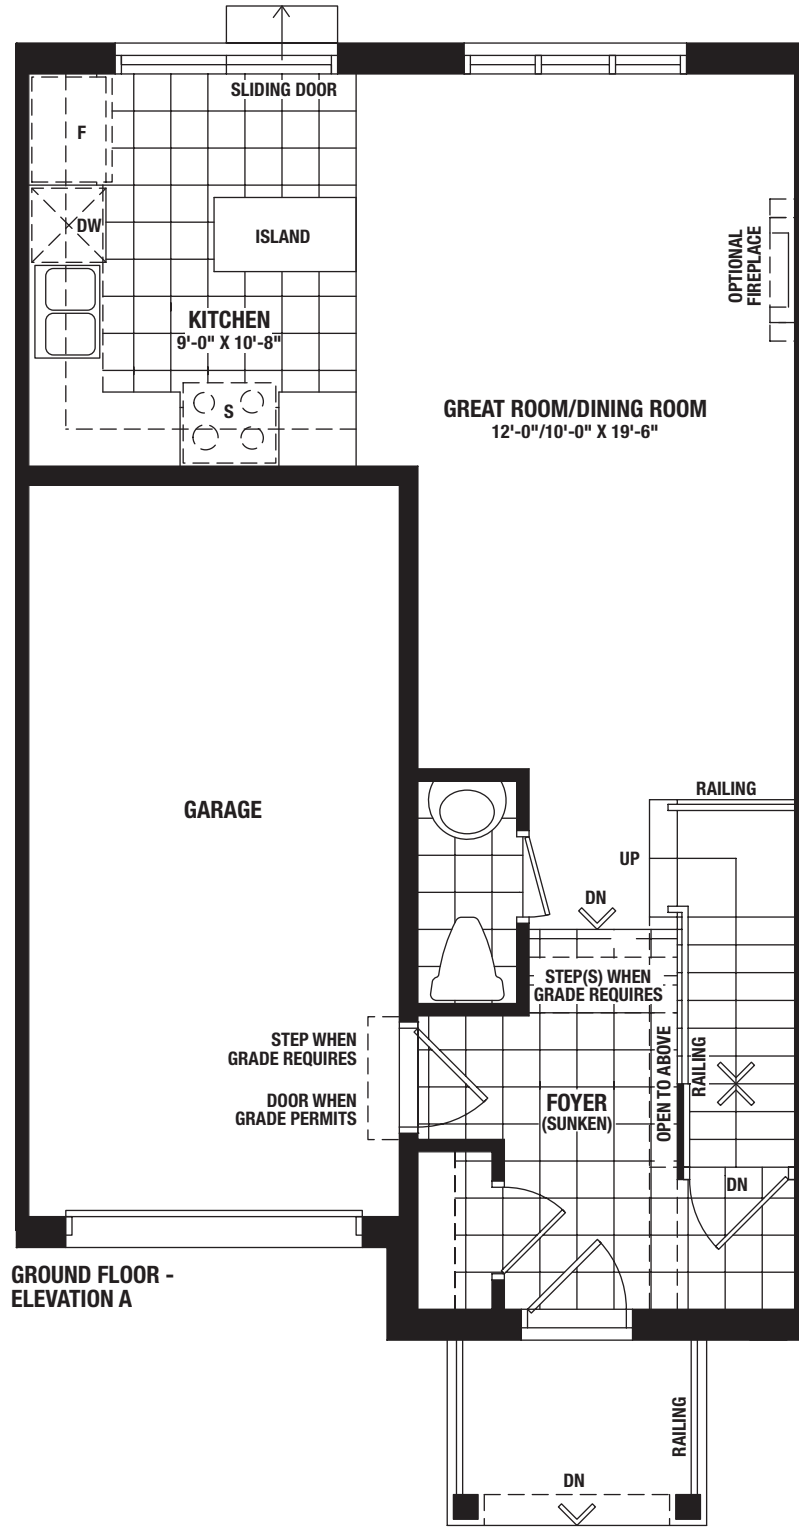 SLIDING DOOR
F
DW
ISLAND
OPTIONAL
FIREPLACE
KITCHEN
9'-0" X 10'-8"
S
GREAT ROOM/DINING ROOM
12'-0"/10'-0" X 19'-6"
GARAGE
RAILING
UP
DN
STEP(S) WHEN
GRADE REQUIRES
STEP WHEN
GRADE REQUIRES
DOOR WHEN
GRADE PERMITS
FOYER
(SUNKEN)
OPEN TO ABOVE
RAILING
DN
GROUND FLOOR -
ELEVATION A
RAILING
DN